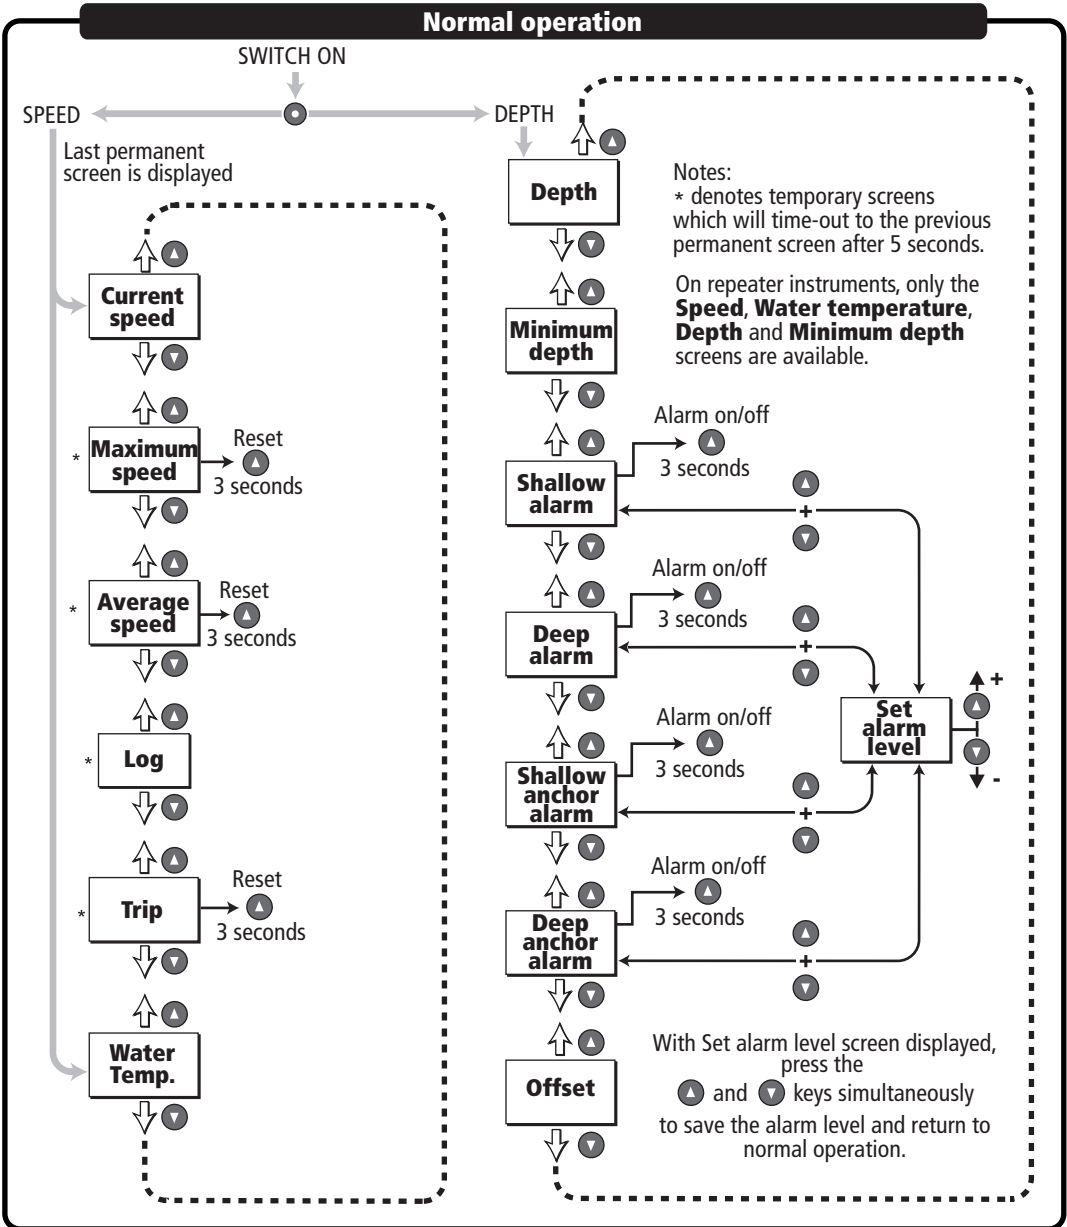 Normal operation
SWITCH ON
SPEED
DEPTH
Last permanent
screen is displayed
Current
speed
*
Maximum
speed
Reset
3 seconds
*
Average
speed
Reset
3 seconds
*
Log
*
Trip
Reset
3 seconds
Water
Temp.
Depth
Minimum
depth
Shallow
alarm
Alarm on/off
3 seconds
+
Deep
alarm
Alarm on/off
3 seconds
+
Shallow
anchor
alarm
Alarm on/off
3 seconds
+
Deep
anchor
alarm
Alarm on/off
3 seconds
+
Offset
Set
alarm
level
+
-
Notes:
* denotes temporary screens
which will time-out to the previous
permanent screen after 5 seconds.
On repeater instruments, only the
Speed, Water temperature,
Depth and Minimum depth
screens are available.
With Set alarm level screen displayed,
press the
and keys simultaneously
to save the alarm level and return to
normal operation.